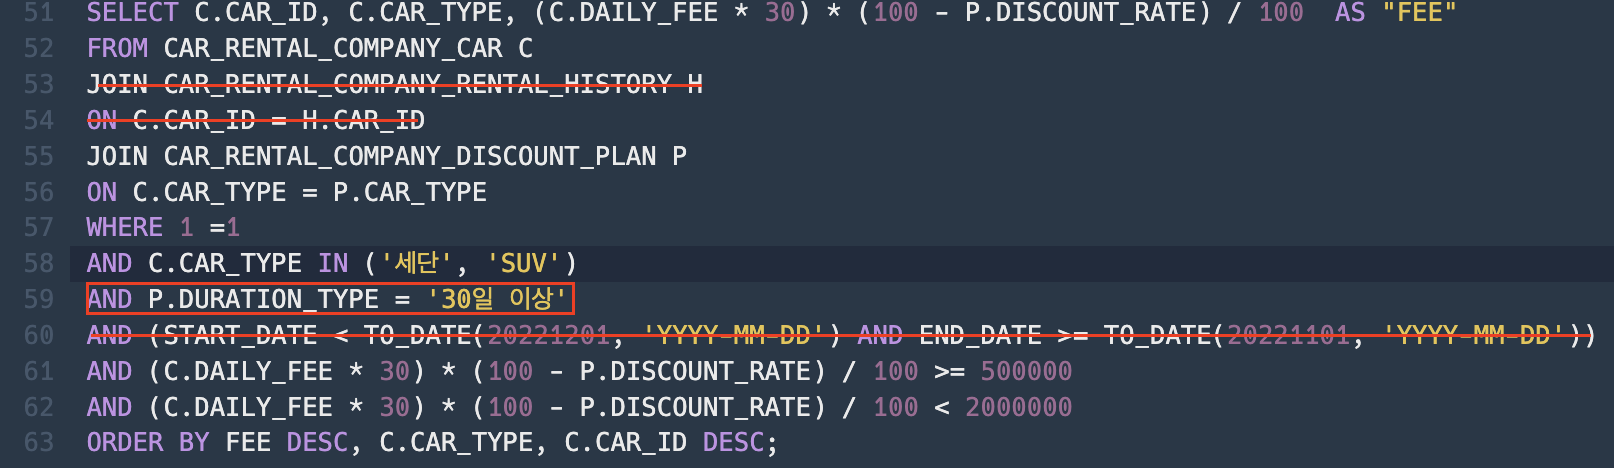 51 SELECT C.CAR_ID, C.CAR_TYPE, (C.DAILY_FEE * 30) * (100 - P.DISCOUNT_RATE) / 100  AS "FEE"
52 FROM CAR_RENTAL_COMPANY_CAR C
53 JOIN CAR_RENTAL_COMPANY_RENTAL_HISTORY H
54 ON C.CAR_ID = H.CAR_ID
55 JOIN CAR_RENTAL_COMPANY_DISCOUNT_PLAN P
56 ON C.CAR_TYPE = P.CAR_TYPE
57 WHERE 1 =1
58 AND C.CAR_TYPE IN ('세단', 'SUV')
59 AND P.DURATION_TYPE = '30일 이상'
60 AND (START_DATE < TO_DATE(20221201, 'YYYY-MM-DD') AND END_DATE >= TO_DATE(20221101, 'YYYY-MM-DD'))
61 AND (C.DAILY_FEE * 30) * (100 - P.DISCOUNT_RATE) / 100 >= 500000
62 AND (C.DAILY_FEE * 30) * (100 - P.DISCOUNT_RATE) / 100 < 2000000
63 ORDER BY FEE DESC, C.CAR_TYPE, C.CAR_ID DESC;